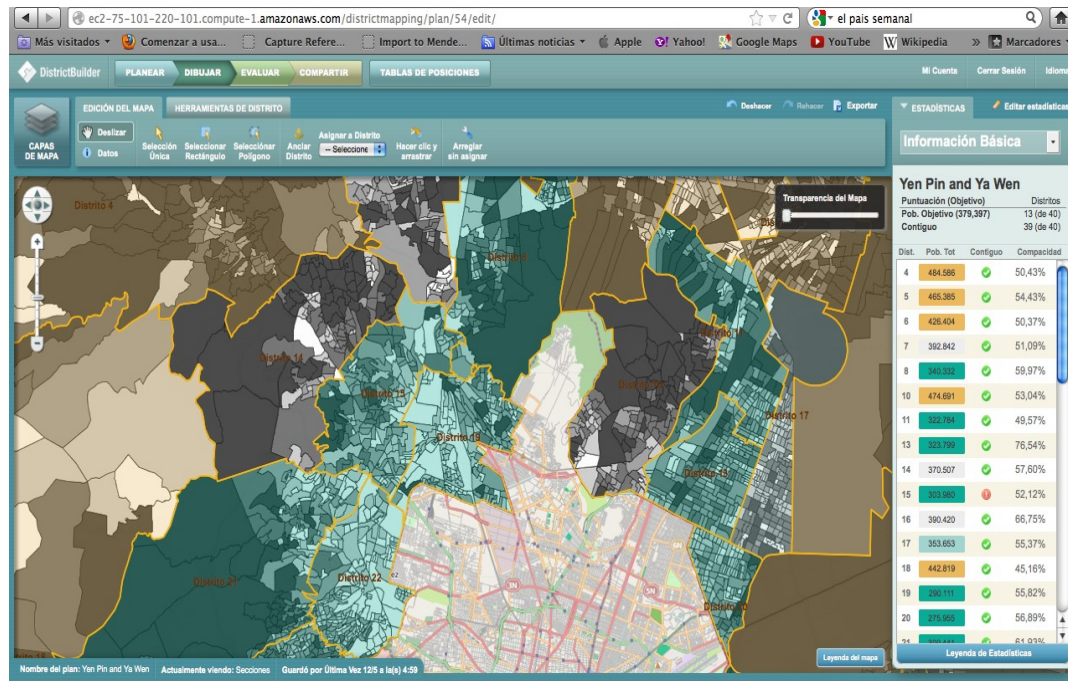 ec2-75-101-220-101.compute-1.amazonaws.com/districtmapping/plan/54/edit/
el pais semanal
Más visitados
Comenzar a usa...
Capture Refere...
Import to Mende...
Últimas noticias
Apple
Yahoo!
Google Maps
YouTube
Wikipedia
»
Marcadores
DistrictBuilder
PLANEAR
DIBUJAR
EVALUAR
COMPARTIR
TABLAS DE POSICIONES
Mi Cuenta
Cerrar Sesión
Idioma
CAPAS DE MAPA
EDICIÓN DEL MAPA
HERRAMIENTAS DE DISTRITO
Deshacer
Rehacer
Exportar
Deslizar
Datos
Selección Única
Seleccionar Rectángulo
Selecciónar Polígono
Anclar Distrito
Asignar a Distrito
-- Seleccione
Hacer clic y arrastrar
Arreglar sin asignar
ESTADÍSTICAS
Editar estadísticas
Información Básica
Yen Pin and Ya Wen
Puntuación (Objetivo) Distritos
Pob. Objetivo (379,397) 13 (de 40)
Contiguo 39 (de 40)
Dist. Pob. Tot Contiguo Compacidad
4 484.586 50,43%
5 465.385 54,43%
6 426.404 50,37%
7 392.842 51,09%
8 340.332 59,97%
10 474.691 53,04%
11 322.784 49,57%
13 323.799 76,54%
14 370.507 57,60%
15 303.980 52,12%
16 390.420 66,75%
17 353.653 55,37%
18 442.819 45,16%
19 290.111 55,82%
20 275.955 56,89%
21 61,93%
Leyenda de Estadísticas
Transparencia del Mapa
Distrito 4
Distrito 14
Distrito 15
Distrito 19
Distrito 17
Distrito 21
Distrito 22
Leyenda del mapa
Nombre del plan: Yen Pin and Ya Wen
Actualmente viendo: Secciones
Guardó por Última Vez 12/5 a la(s) 4:59